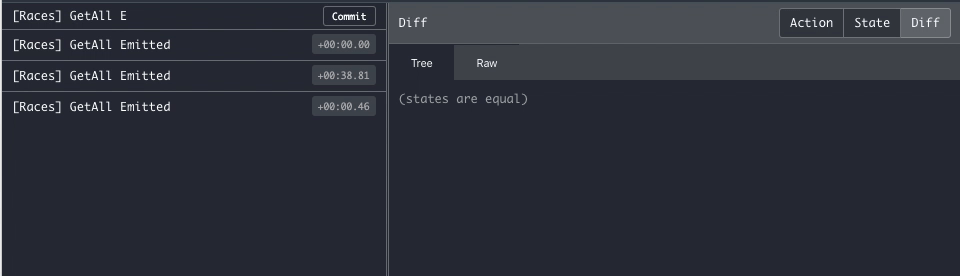 [Races] GetAll E Commit
[Races] GetAll Emitted +00:00.00
[Races] GetAll Emitted +00:38.81
[Races] GetAll Emitted +00:00.46
Diff Action State Diff
Tree Raw
(states are equal)